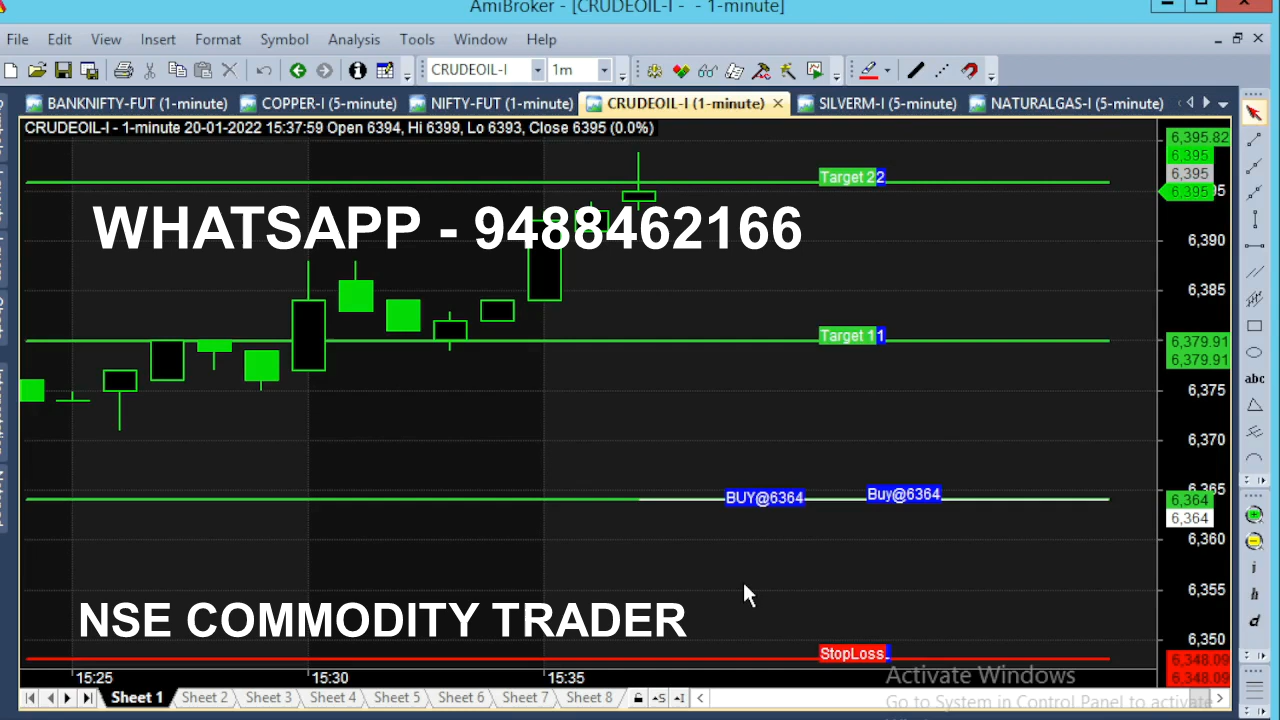 AmiBroker - [CRUDEOIL-I - - 1-minute]
File Edit View Insert Format Symbol Analysis Tools Window Help
CRUDEOIL-I 1m
BANKNIFTY-FUT (1-minute) COPPER-I (5-minute) NIFTY-FUT (1-minute) CRUDEOIL-I (1-minute) SILVERM-I (5-minute) NATURALGAS-I (5-minute)
CRUDEOIL-I - 1-minute 20-01-2022 15:37:59 Open 6394, Hi 6399, Lo 6393, Close 6395 (0.0%)
6,395.82
6,395
6,395
6,395
Target 2
WHATSAPP - 9488462166
6,390
6,385
Target 1
6,379.91
6,379.91
abc
6,375
6,370
6,365
BUY@6364 Buy@6364
6,364
6,364
6,360
6,355
NSE COMMODITY TRADER
6,350
StopLoss
6,348.09
6,348.09
15:25 15:30 15:35
Activate Windows
Go to System in Control Panel to activate
Sheet 1 Sheet 2 Sheet 3 Sheet 4 Sheet 5 Sheet 6 Sheet 7 Sheet 8